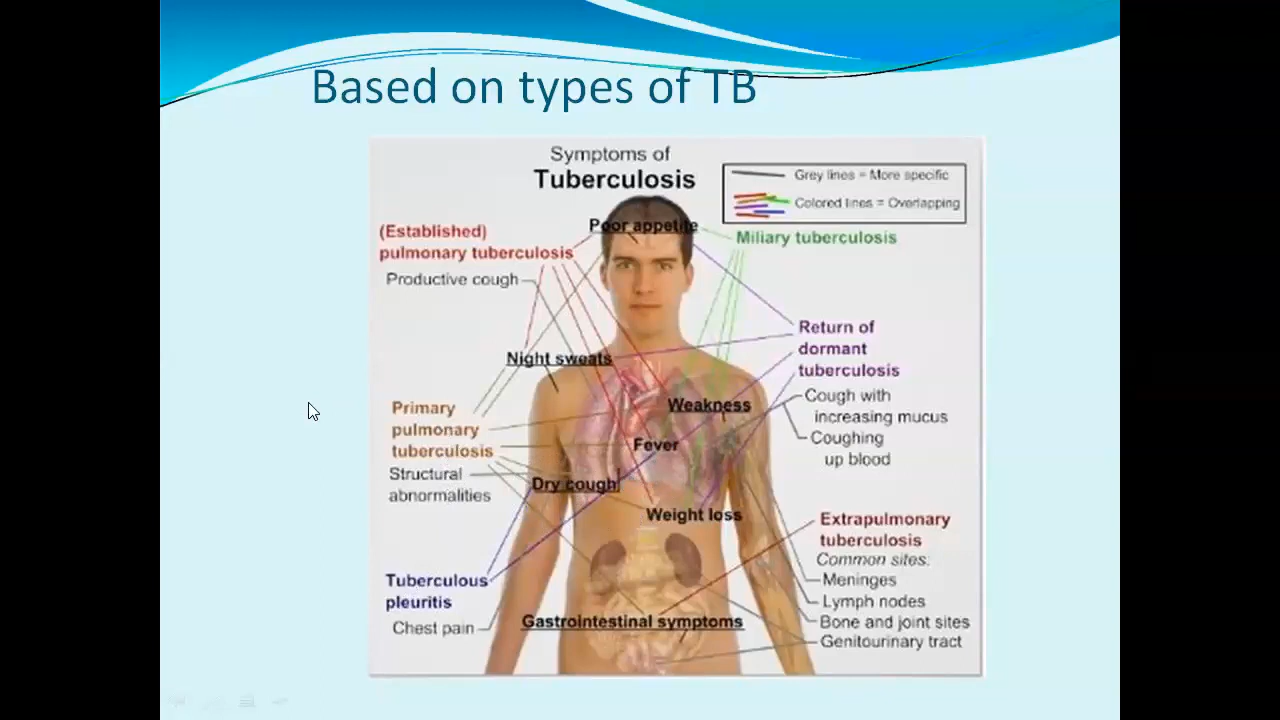 Based on types of TB
Symptoms of
Tuberculosis
Grey lines = More specific
Colored lines = Overlapping
Poor appetite
(Established)
pulmonary tuberculosis
Productive cough
Miliary tuberculosis
Return of
dormant
tuberculosis
Night sweats
Cough with
increasing mucus
Coughing
up blood
Weakness
Primary
pulmonary
tuberculosis
Structural
abnormalities
Fever
Dry cough
Weight loss
Extrapulmonary
tuberculosis
Common sites:
Meninges
Lymph nodes
Bone and joint sites
Genitourinary tract
Tuberculous
pleuritis
Chest pain
Gastrointestinal symptoms